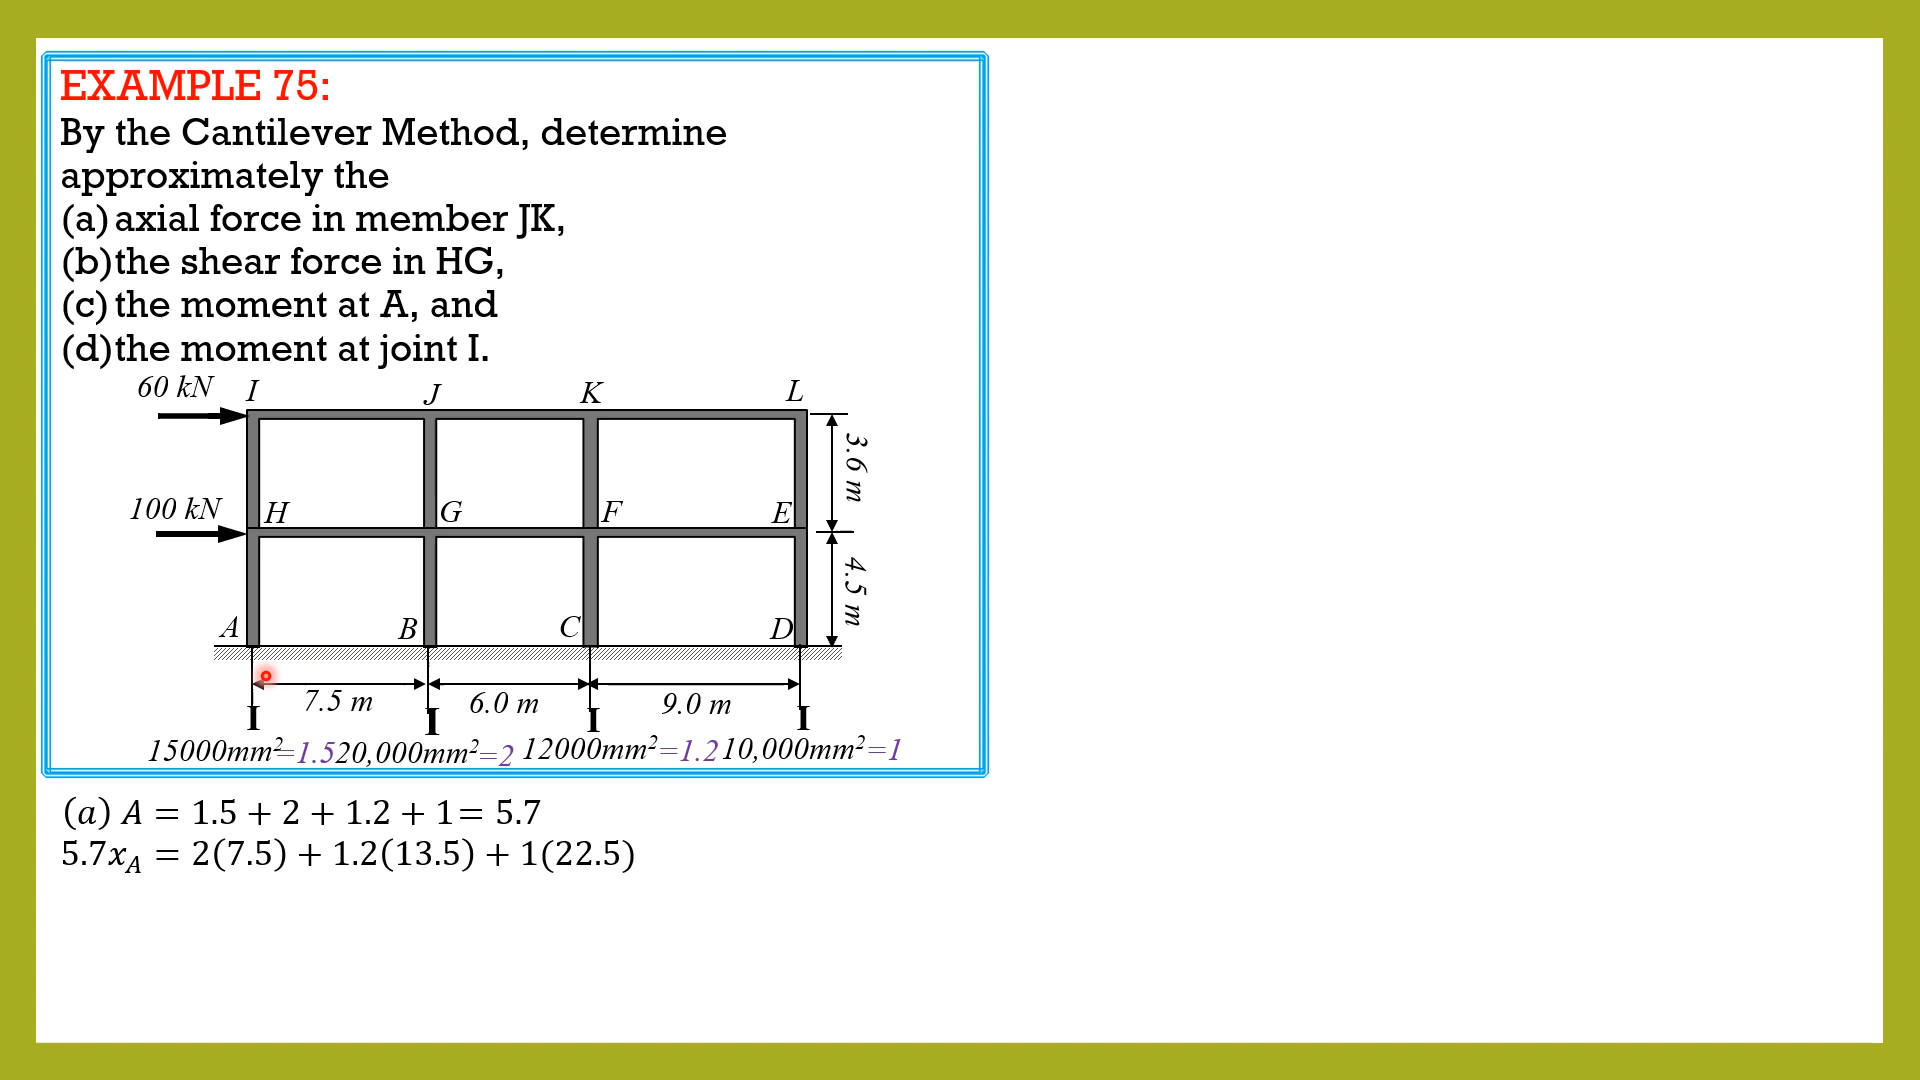 EXAMPLE 75:
By the Cantilever Method, determine
approximately the
(a) axial force in member JK,
(b) the shear force in HG,
(c) the moment at A, and
(d) the moment at joint I.
60 kN I J K L
3.6 m
100 kN H G F E
4.5 m
A B C D
7.5 m 6.0 m 9.0 m
I I I I
15000mm²=1.5 20,000mm²=2 12000mm²=1.2 10,000mm²=1
(a) A = 1.5 + 2 + 1.2 + 1 = 5.7
5.7x_A = 2(7.5) + 1.2(13.5) + 1(22.5)